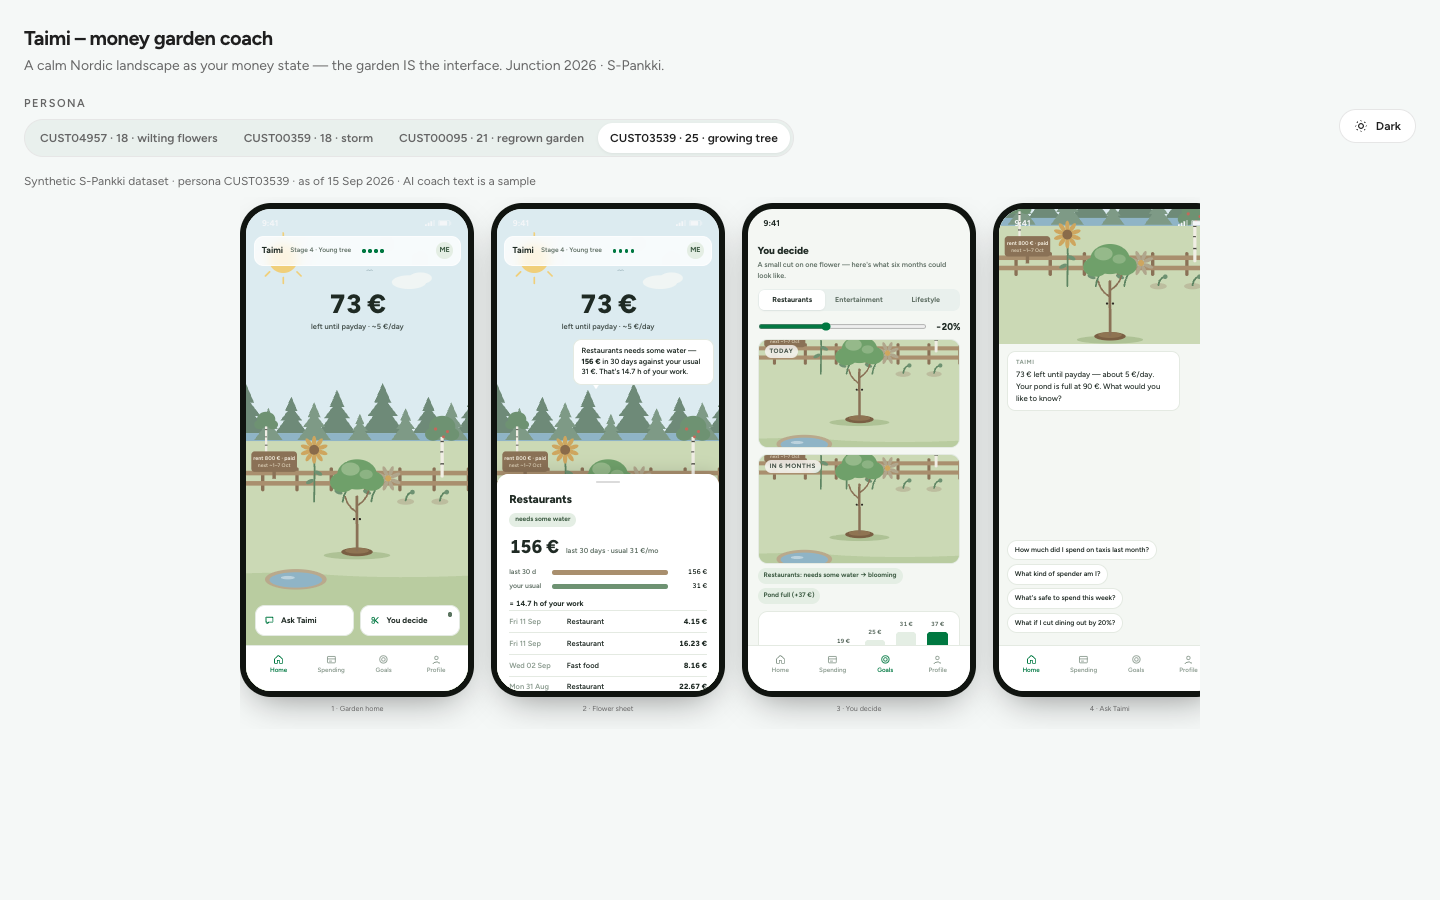 Taimi – money garden coach
A calm Nordic landscape as your money state — the garden IS the interface. Junction 2026 · S-Pankki.
PERSONA
CUST04957 · 18 · wilting flowers
CUST00359 · 18 · storm
CUST00095 · 21 · regrown garden
CUST03539 · 25 · growing tree
Dark
Synthetic S-Pankki dataset · persona CUST03539 · as of 15 Sep 2026 · AI coach text is a sample
9:41
Taimi
Stage 4 · Young tree
ME
73 €
left until payday · ~5 €/day
rent 800 € · paid
next ~1–7 Oct
Ask Taimi
You decide
Home
Spending
Goals
Profile
1 · Garden home
9:41
Taimi
Stage 4 · Young tree
ME
73 €
left until payday · ~5 €/day
Restaurants needs some water —
156 € in 30 days against your usual
31 €. That's 14.7 h of your work.
rent 800 € · paid
next ~1–7 Oct
Restaurants
needs some water
156 €
last 30 days · usual 31 €/mo
last 30 d
156 €
your usual
31 €
= 14.7 h of your work
Fri 11 Sep
Restaurant
4.15 €
Fri 11 Sep
Restaurant
16.23 €
Wed 02 Sep
Fast food
8.16 €
Mon 31 Aug
Restaurant
22.67 €
2 · Flower sheet
9:41
You decide
A small cut on one flower — here's what six months could
look like.
Restaurants
Entertainment
Lifestyle
-20%
TODAY
IN 6 MONTHS
Restaurants: needs some water → blooming
Pond full (+37 €)
19 €
25 €
31 €
37 €
Home
Spending
Goals
Profile
3 · You decide
9:41
rent 800 € · paid
next ~1–7 Oct
TAIMI
73 € left until payday — about 5 €/day.
Your pond is full at 90 €. What would you
like to know?
How much did I spend on taxis last month?
What kind of spender am I?
What's safe to spend this week?
What if I cut dining out by 20%?
Home
Spending
Goals
Profile
4 · Ask Taimi